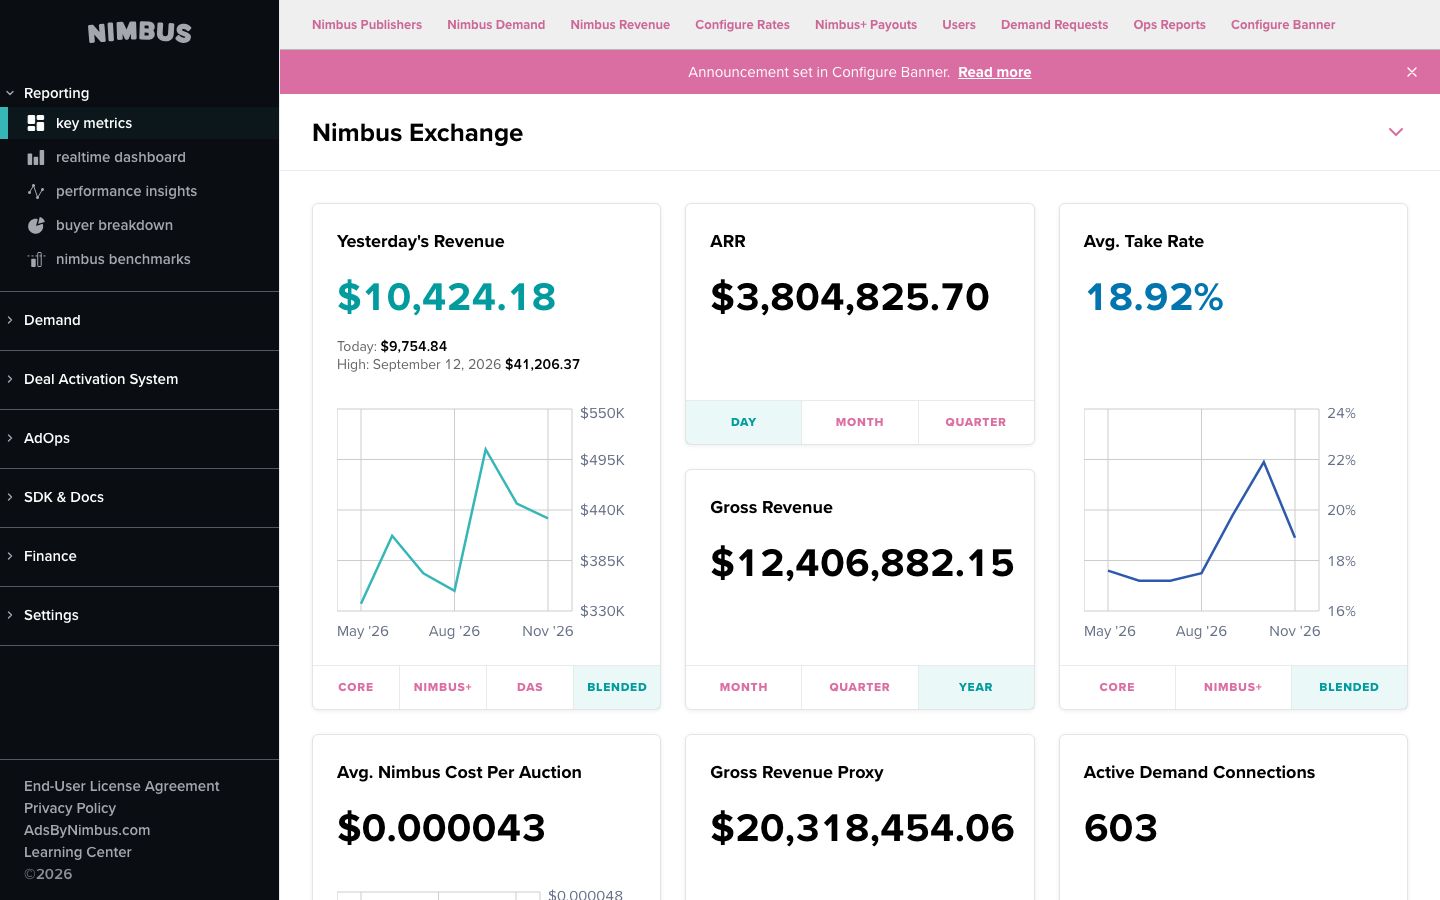 NIMBUS
Reporting
key metrics
realtime dashboard
performance insights
buyer breakdown
nimbus benchmarks
Demand
Deal Activation System
AdOps
SDK & Docs
Finance
Settings
End-User License Agreement
Privacy Policy
AdsByNimbus.com
Learning Center
©2026
Nimbus Publishers Nimbus Demand Nimbus Revenue Configure Rates Nimbus+ Payouts Users Demand Requests Ops Reports Configure Banner
Announcement set in Configure Banner. Read more
Nimbus Exchange
Yesterday's Revenue
$10,424.18
Today: $9,754.84
High: September 12, 2026 $41,206.37
$550K
$495K
$440K
$385K
$330K
May '26 Aug '26 Nov '26
CORE NIMBUS+ DAS BLENDED
ARR
$3,804,825.70
DAY MONTH QUARTER
Gross Revenue
$12,406,882.15
MONTH QUARTER YEAR
Avg. Take Rate
18.92%
24%
22%
20%
18%
16%
May '26 Aug '26 Nov '26
CORE NIMBUS+ BLENDED
Avg. Nimbus Cost Per Auction
$0.000043
$0.000048
Gross Revenue Proxy
$20,318,454.06
Active Demand Connections
603